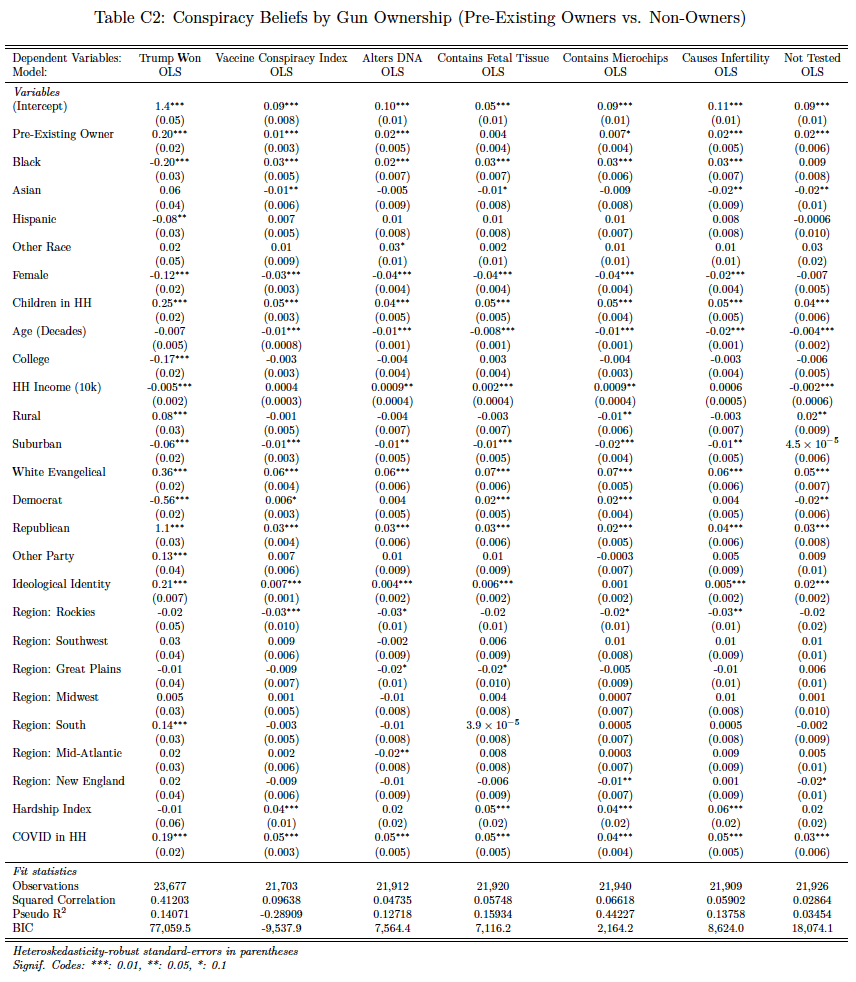 Table C2: Conspiracy Beliefs by Gun Ownership (Pre-Existing Owners vs. Non-Owners)
Dependent Variables: Trump Won Vaccine Conspiracy Index Alters DNA Contains Fetal Tissue Contains Microchips Causes Infertility Not Tested
Model: OLS OLS OLS OLS OLS OLS OLS
Variables
(Intercept) 1.4*** 0.09*** 0.10*** 0.05*** 0.09*** 0.11*** 0.09***
(0.05) (0.008) (0.01) (0.01) (0.01) (0.01) (0.01)
Pre-Existing Owner 0.20*** 0.01*** 0.02*** 0.004 0.007* 0.02*** 0.02***
(0.02) (0.003) (0.005) (0.004) (0.004) (0.005) (0.006)
Black -0.20*** 0.03*** 0.02*** 0.03*** 0.03*** 0.03*** 0.009
(0.03) (0.005) (0.007) (0.007) (0.006) (0.007) (0.008)
Asian 0.06 -0.01** -0.005 -0.01* -0.009 -0.02** -0.02**
(0.04) (0.006) (0.009) (0.008) (0.008) (0.009) (0.01)
Hispanic -0.08** 0.007 0.01 0.01 0.01 0.008 -0.0006
(0.03) (0.005) (0.008) (0.008) (0.007) (0.008) (0.010)
Other Race 0.02 0.01 0.03* 0.002 0.01 0.01 0.03
(0.05) (0.009) (0.01) (0.01) (0.01) (0.01) (0.02)
Female -0.12*** -0.03*** -0.04*** -0.04*** -0.04*** -0.02*** -0.007
(0.02) (0.003) (0.004) (0.004) (0.004) (0.004) (0.005)
Children in HH 0.25*** 0.05*** 0.04*** 0.05*** 0.05*** 0.05*** 0.04***
(0.02) (0.003) (0.005) (0.005) (0.004) (0.005) (0.006)
Age (Decades) -0.007 -0.01*** -0.01*** -0.008*** -0.01*** -0.02*** -0.004***
(0.005) (0.0008) (0.001) (0.001) (0.001) (0.001) (0.002)
College -0.17*** -0.003 -0.004 0.003 -0.004 -0.003 -0.006
(0.02) (0.003) (0.004) (0.004) (0.003) (0.004) (0.005)
HH Income (10k) -0.005*** 0.0004 0.0009** 0.002*** 0.0009** 0.0006 -0.002***
(0.002) (0.0003) (0.0004) (0.0004) (0.0004) (0.0005) (0.0006)
Rural 0.08*** -0.001 -0.004 -0.003 -0.01** -0.003 0.02**
(0.03) (0.005) (0.007) (0.007) (0.006) (0.007) (0.009)
Suburban -0.06*** -0.01*** -0.01** -0.01*** -0.02*** -0.01** 4.5 × 10⁻⁵
(0.02) (0.003) (0.005) (0.005) (0.004) (0.005) (0.006)
White Evangelical 0.36*** 0.06*** 0.06*** 0.07*** 0.07*** 0.06*** 0.05***
(0.02) (0.004) (0.006) (0.006) (0.005) (0.006) (0.007)
Democrat -0.56*** 0.006* 0.004 0.02*** 0.02*** 0.004 -0.02**
(0.02) (0.003) (0.005) (0.005) (0.004) (0.005) (0.006)
Republican 1.1*** 0.03*** 0.03*** 0.03*** 0.02*** 0.04*** 0.03***
(0.03) (0.004) (0.006) (0.006) (0.005) (0.006) (0.008)
Other Party 0.13*** 0.007 0.01 0.01 -0.0003 0.005 0.009
(0.04) (0.006) (0.009) (0.009) (0.007) (0.009) (0.01)
Ideological Identity 0.21*** 0.007*** 0.004*** 0.006*** 0.001 0.005*** 0.02***
(0.007) (0.001) (0.002) (0.002) (0.002) (0.002) (0.002)
Region: Rockies -0.02 -0.03*** -0.03* -0.02 -0.02* -0.03** -0.02
(0.05) (0.010) (0.01) (0.01) (0.01) (0.01) (0.02)
Region: Southwest 0.03 0.009 -0.002 0.006 0.01 0.01 0.01
(0.04) (0.006) (0.009) (0.009) (0.008) (0.009) (0.01)
Region: Great Plains -0.01 -0.009 -0.02* -0.02* -0.005 -0.01 0.006
(0.04) (0.007) (0.01) (0.010) (0.009) (0.01) (0.01)
Region: Midwest 0.005 0.001 -0.01 0.004 0.0007 0.01 0.001
(0.03) (0.005) (0.008) (0.008) (0.007) (0.008) (0.010)
Region: South 0.14*** -0.003 -0.01 3.9 × 10⁻⁵ 0.0005 0.0005 -0.002
(0.03) (0.005) (0.008) (0.008) (0.007) (0.008) (0.009)
Region: Mid-Atlantic 0.02 0.002 -0.02** 0.008 0.0003 0.009 0.005
(0.03) (0.006) (0.008) (0.008) (0.007) (0.009) (0.01)
Region: New England 0.02 -0.009 -0.01 -0.006 -0.01** 0.001 -0.02*
(0.04) (0.006) (0.009) (0.009) (0.007) (0.009) (0.01)
Hardship Index -0.01 0.04*** 0.02 0.05*** 0.04*** 0.06*** 0.02
(0.06) (0.01) (0.02) (0.02) (0.02) (0.02) (0.02)
COVID in HH 0.19*** 0.05*** 0.05*** 0.05*** 0.04*** 0.05*** 0.03***
(0.02) (0.003) (0.005) (0.005) (0.004) (0.005) (0.006)
Fit statistics
Observations 23,677 21,703 21,912 21,920 21,940 21,909 21,926
Squared Correlation 0.41203 0.09638 0.04735 0.05748 0.06618 0.05902 0.02864
Pseudo R² 0.14071 -0.28909 0.12718 0.15934 0.44227 0.13758 0.03454
BIC 77,059.5 -9,537.9 7,564.4 7,116.2 2,164.2 8,624.0 18,074.1
Heteroskedasticity-robust standard-errors in parentheses
Signif. Codes: ***: 0.01, **: 0.05, *: 0.1